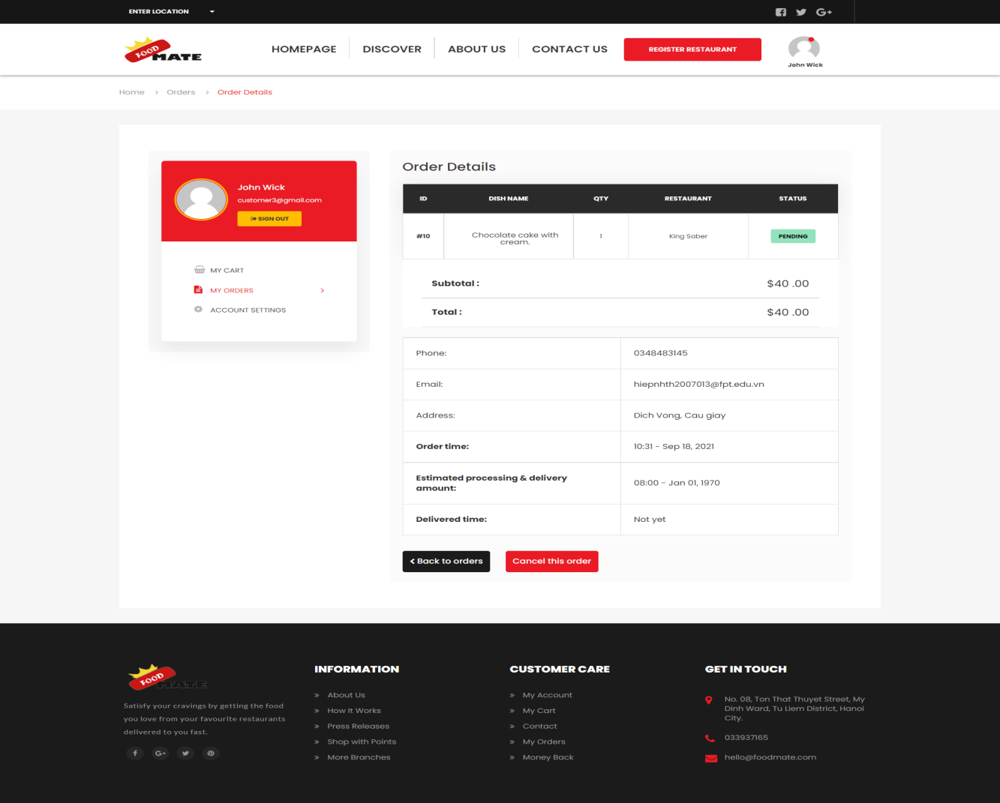 ENTER LOCATION
FOOD MATE
HOMEPAGE
DISCOVER
ABOUT US
CONTACT US
REGISTER RESTAURANT
John Wick
Home > Orders > Order Details
John Wick
customer3@gmail.com
SIGN OUT
MY CART
MY ORDERS
ACCOUNT SETTINGS
Order Details
ID DISH NAME QTY RESTAURANT STATUS
#10 Chocolate cake with cream. 1 King Saber PENDING
Subtotal : $40 .00
Total : $40 .00
Phone: 0348483145
Email: hiepnhth2007013@fpt.edu.vn
Address: Dich Vong, Cau giay
Order time: 10:31 - Sep 18, 2021
Estimated processing & delivery
amount: 08:00 - Jan 01, 1970
Delivered time: Not yet
Back to orders
Cancel this order
FOOD MATE
Satisfy your cravings by getting the food
you love from your favourite restaurants
delivered to you fast.
INFORMATION
» About Us
» How It Works
» Press Releases
» Shop with Points
» More Branches
CUSTOMER CARE
» My Account
» My Cart
» Contact
» My Orders
» Money Back
GET IN TOUCH
No. 08, Ton That Thuyet Street, My
Dinh Ward, Tu Liem District, Hanoi
City.
033937165
hello@foodmate.com